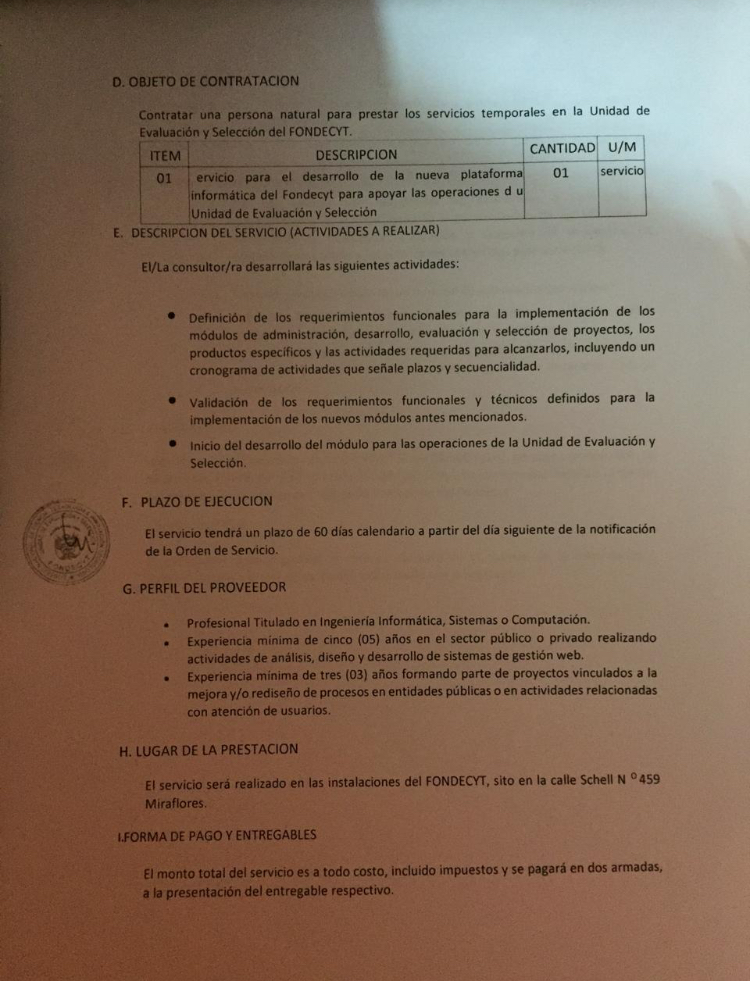 D. OBJETO DE CONTRATACION
Contratar una persona natural para prestar los servicios temporales en la Unidad de
Evaluación y Selección del FONDECYT.
ITEM DESCRIPCION CANTIDAD U/M
01 ervicio para el desarrollo de la nueva plataforma 01 servicio
informática del Fondecyt para apoyar las operaciones d u
Unidad de Evaluación y Selección
E. DESCRIPCION DEL SERVICIO (ACTIVIDADES A REALIZAR)
El/La consultor/ra desarrollará las siguientes actividades:
• Definición de los requerimientos funcionales para la implementación de los
módulos de administración, desarrollo, evaluación y selección de proyectos, los
productos específicos y las actividades requeridas para alcanzarlos, incluyendo un
cronograma de actividades que señale plazos y secuencialidad.
• Validación de los requerimientos funcionales y técnicos definidos para la
implementación de los nuevos módulos antes mencionados.
• Inicio del desarrollo del módulo para las operaciones de la Unidad de Evaluación y
Selección.
F. PLAZO DE EJECUCION
El servicio tendrá un plazo de 60 días calendario a partir del día siguiente de la notificación
de la Orden de Servicio.
G. PERFIL DEL PROVEEDOR
• Profesional Titulado en Ingeniería Informática, Sistemas o Computación.
• Experiencia mínima de cinco (05) años en el sector público o privado realizando
actividades de análisis, diseño y desarrollo de sistemas de gestión web.
• Experiencia mínima de tres (03) años formando parte de proyectos vinculados a la
mejora y/o rediseño de procesos en entidades públicas o en actividades relacionadas
con atención de usuarios.
H. LUGAR DE LA PRESTACION
El servicio será realizado en las instalaciones del FONDECYT, sito en la calle Schell N º 459
Miraflores.
I.FORMA DE PAGO Y ENTREGABLES
El monto total del servicio es a todo costo, incluido impuestos y se pagará en dos armadas,
a la presentación del entregable respectivo.